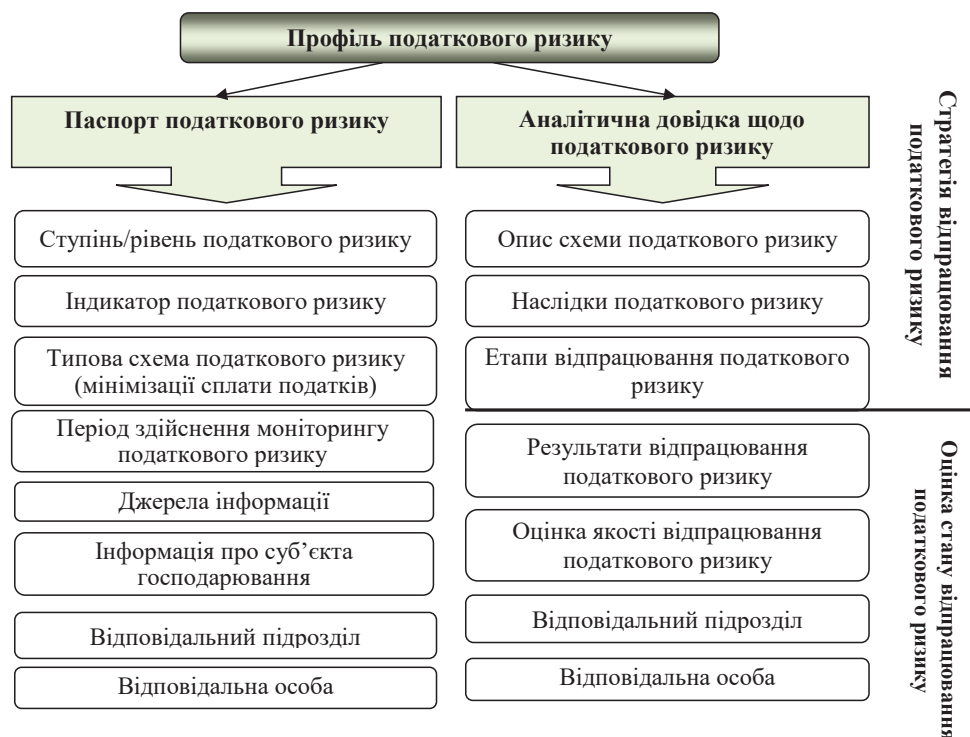 Профіль податкового ризику
Паспорт податкового ризику
Ступінь/рівень податкового ризику
Індикатор податкового ризику
Типова схема податкового ризику
(мінімізації сплати податків)
Період здійснення моніторингу
податкового ризику
Джерела інформації
Інформація про суб’єкта
господарювання
Відповідальний підрозділ
Відповідальна особа
Аналітична довідка щодо
податкового ризику
Опис схеми податкового ризику
Наслідки податкового ризику
Етапи відпрацювання податкового
ризику
Результати відпрацювання
податкового ризику
Оцінка якості відпрацювання
податкового ризику
Відповідальний підрозділ
Відповідальна особа
Стратегія відпрацювання
податкового ризику
Оцінка стану відпрацювання
податкового ризику